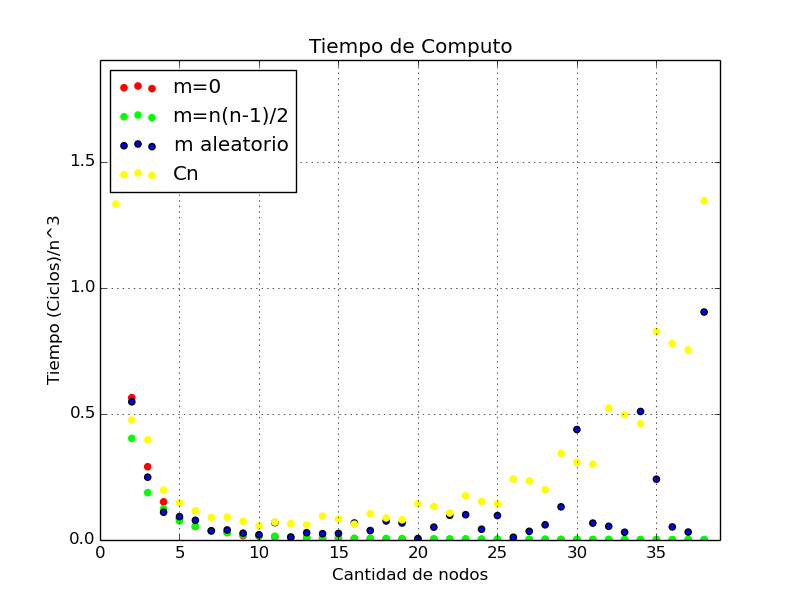 Tiempo de Computo
m=0
m=n(n-1)/2
m aleatorio
Cn
1.5
1.0
0.5
0.0
Tiempo (Ciclos)/n^3
0 5 10 15 20 25 30 35
Cantidad de nodos